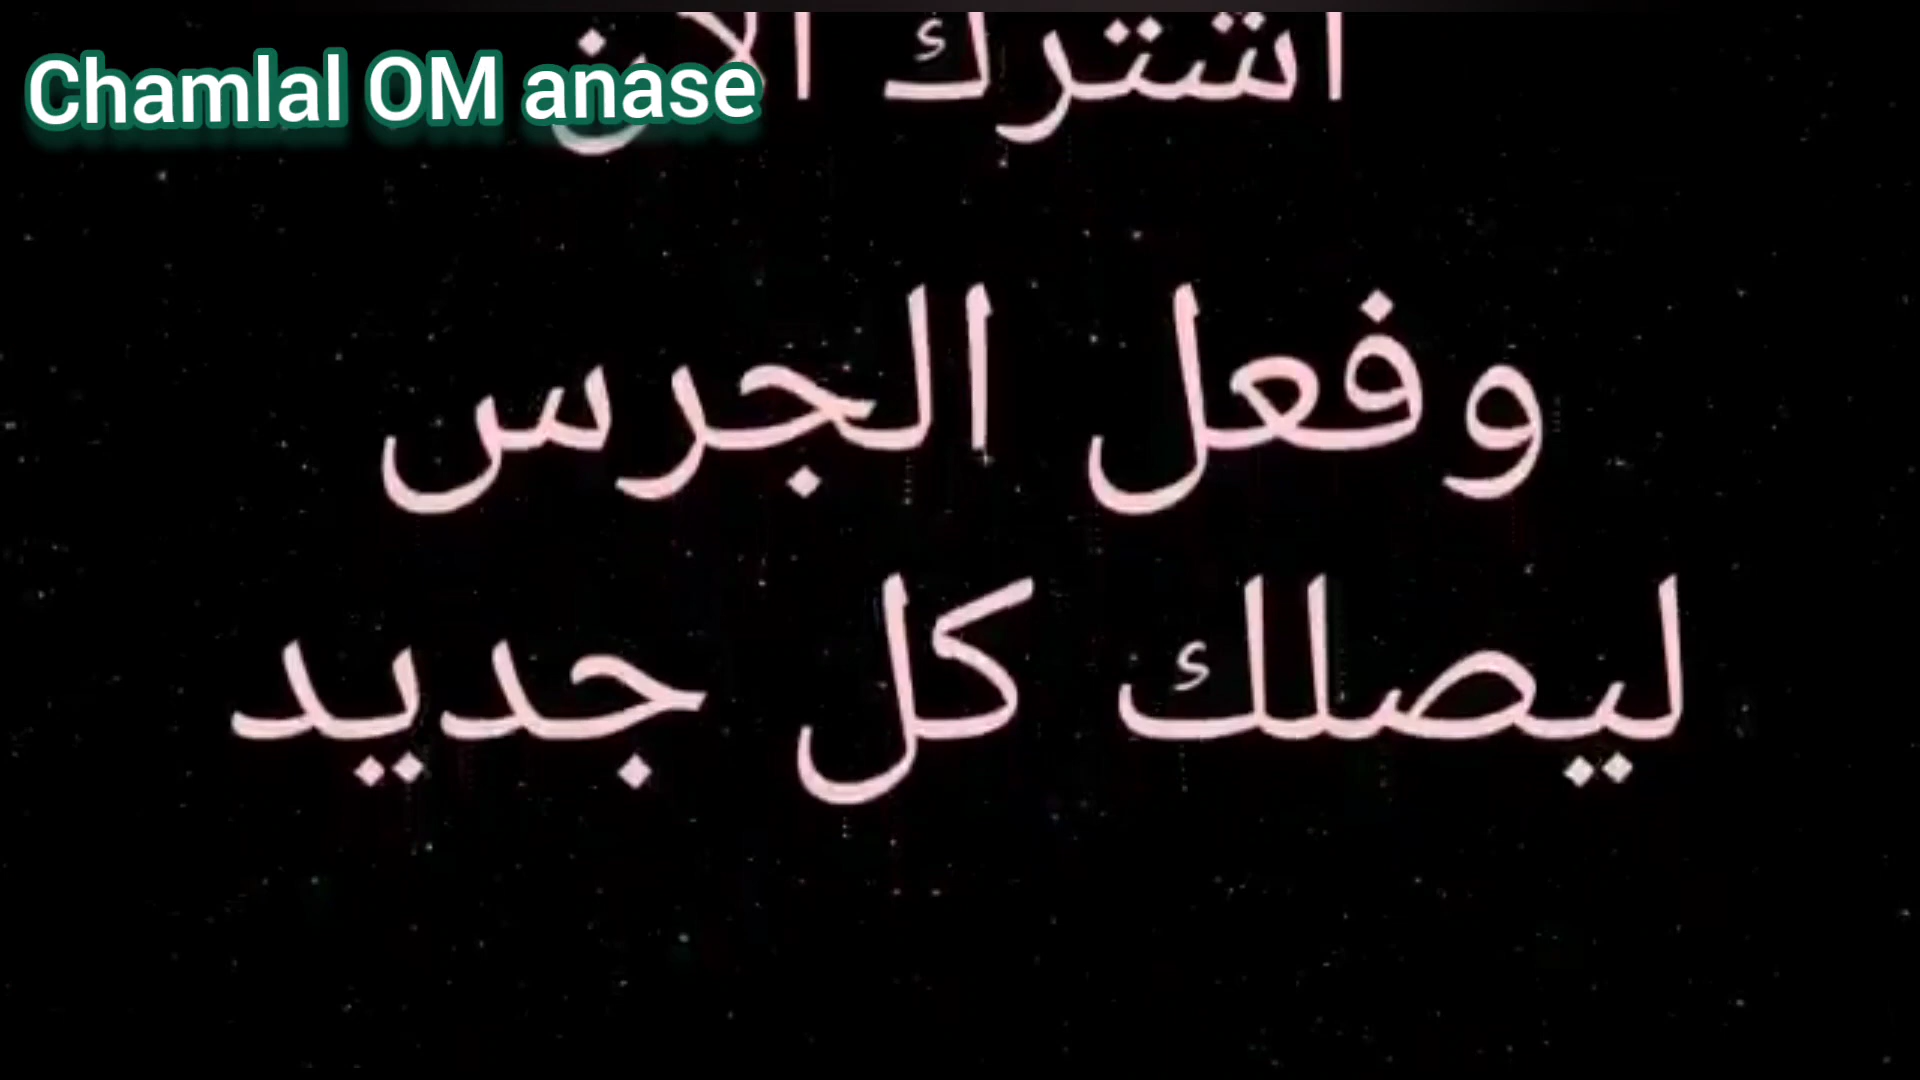 اشترك الآن
Chamlal OM anase
وفعل الجرس
ليصلك كل جديد